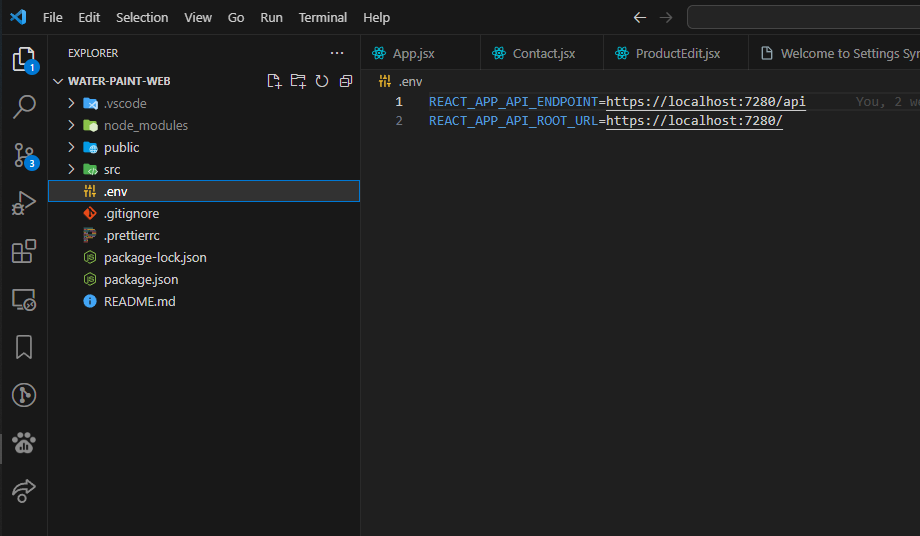 File Edit Selection View Go Run Terminal Help
EXPLORER
WATER-PAINT-WEB
.vscode
node_modules
public
src
.env
.gitignore
.prettierrc
package-lock.json
package.json
README.md
1
3
App.jsx Contact.jsx ProductEdit.jsx Welcome to Settings Syn
.env
1 REACT_APP_API_ENDPOINT=https://localhost:7280/api You, 2 we
2 REACT_APP_API_ROOT_URL=https://localhost:7280/